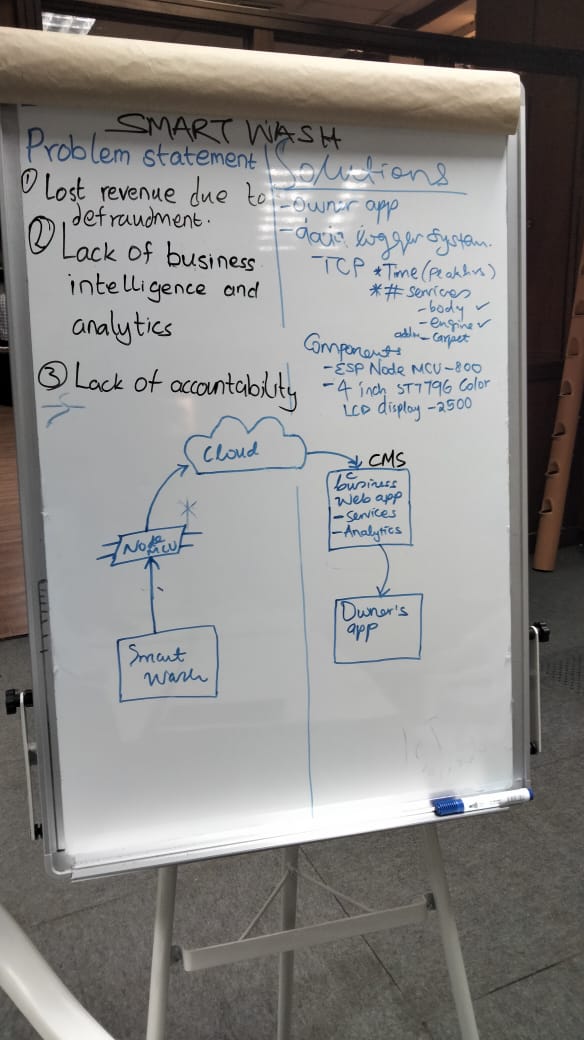 SMART WASH
Problem statement
① Lost revenue due to
defraudment.
② Lack of business
intelligence and
analytics
③ Lack of accountability
Solutions
- owner app
- data logger system.
- TCP * Time (peak hrs)
* # services
- body ✓
- engine ✓
- carpet
Components
- ESP Node MCU - 800
- 4 inch ST7796 Color
LCD display - 2500
Cloud
CMS
business
Web app
- Services
- Analytics
Node
MCU
Owner's
app
Smart
Wash
IoT